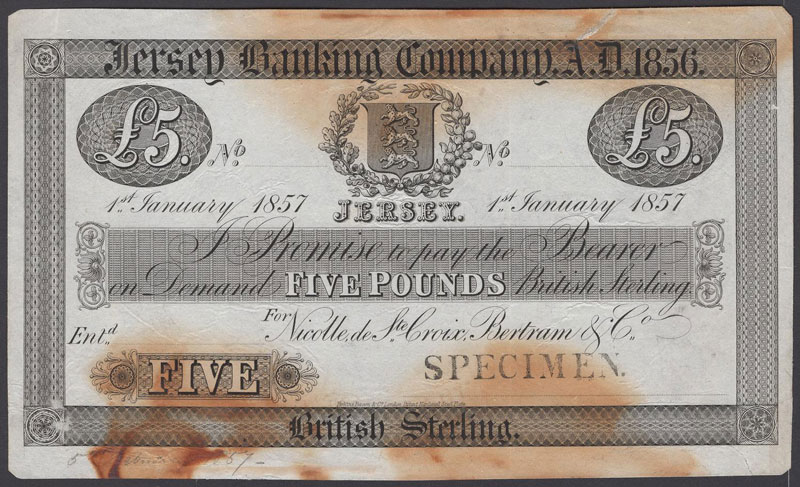 Jersey Banking Company. A.D. 1856.
£5. £5.
No. No.
1st January 1857 1st January 1857
JERSEY.
I Promise to pay the Bearer
on Demand FIVE POUNDS British Sterling
For
Entd. Nicolle, de Ste Croix, Bertram & Co.
FIVE SPECIMEN.
British Sterling.